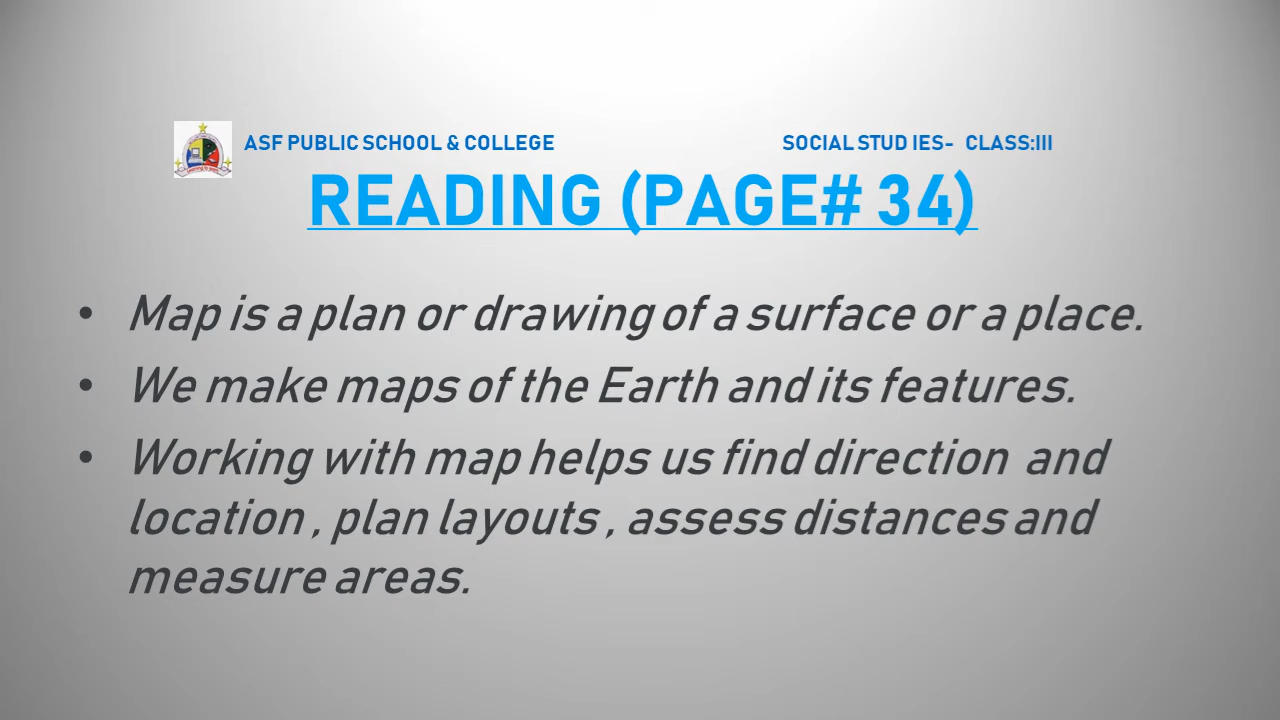 ASF PUBLIC SCHOOL & COLLEGE SOCIAL STUD IES- CLASS:III
READING (PAGE# 34)
• Map is a plan or drawing of a surface or a place.
• We make maps of the Earth and its features.
• Working with map helps us find direction and
location , plan layouts , assess distances and
measure areas.